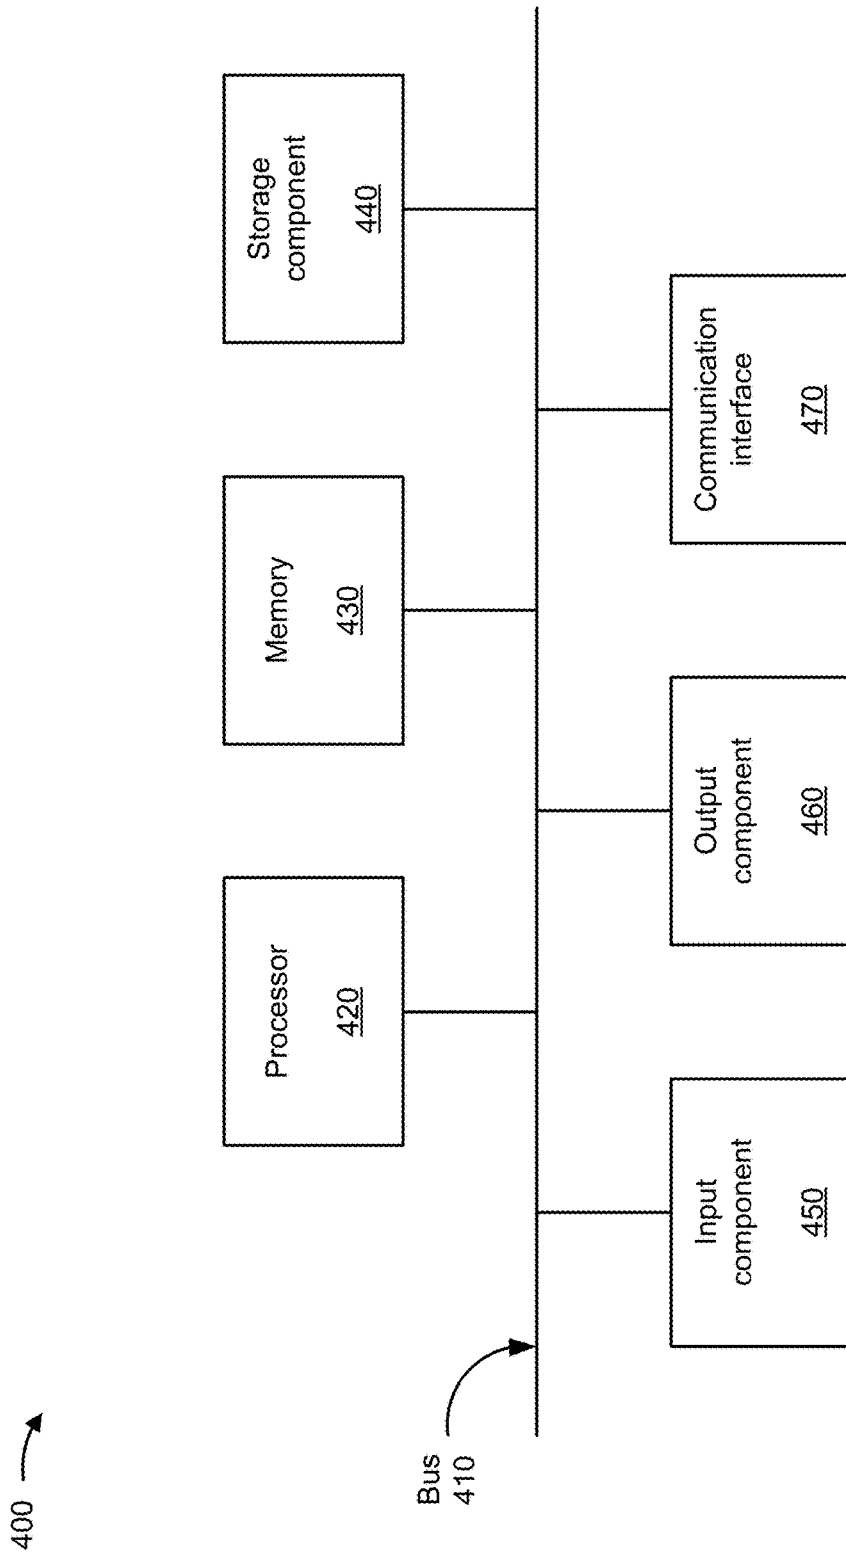 400
Processor
420
Memory
430
Storage
component
440
Bus
410
Input
component
450
Output
component
460
Communication
interface
470